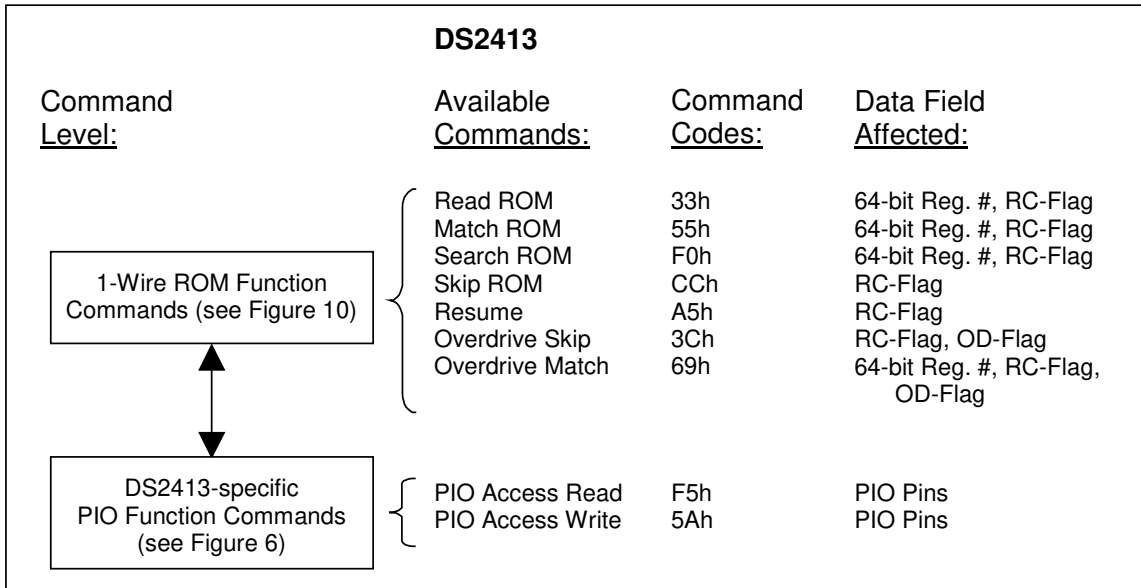 DS2413
Command Level: Available Commands: Command Codes: Data Field Affected:
1-Wire ROM Function
Commands (see Figure 10)
Read ROM 33h 64-bit Reg. #, RC-Flag
Match ROM 55h 64-bit Reg. #, RC-Flag
Search ROM F0h 64-bit Reg. #, RC-Flag
Skip ROM CCh RC-Flag
Resume A5h RC-Flag
Overdrive Skip 3Ch RC-Flag, OD-Flag
Overdrive Match 69h 64-bit Reg. #, RC-Flag,
OD-Flag
DS2413-specific
PIO Function Commands
(see Figure 6)
PIO Access Read F5h PIO Pins
PIO Access Write 5Ah PIO Pins